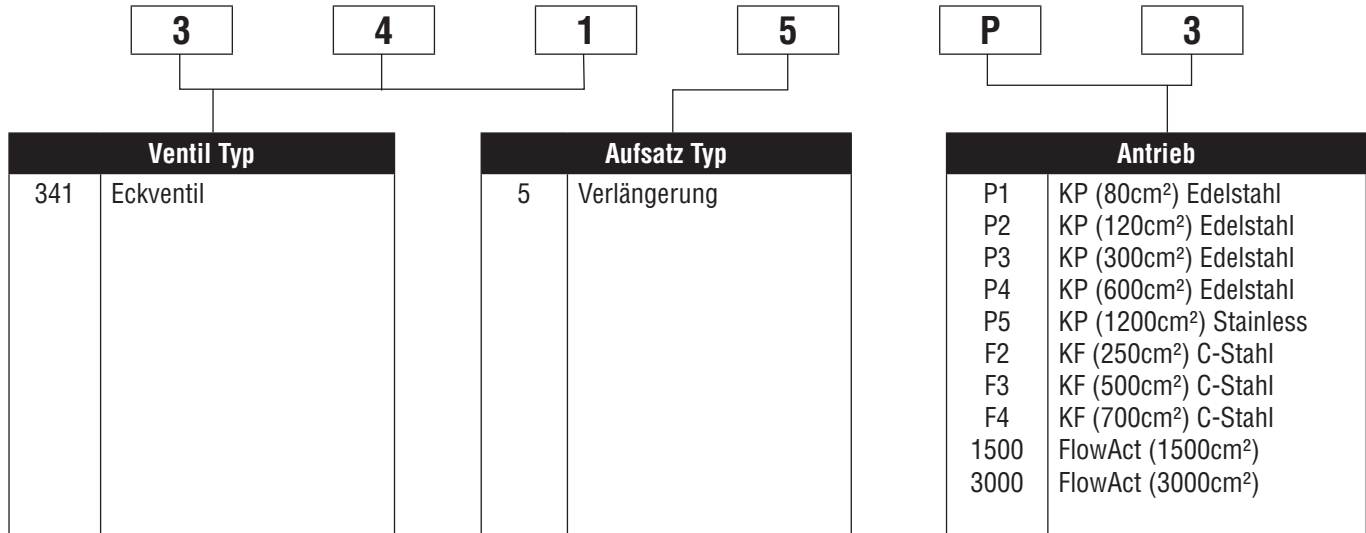 3 4 1 5 P 3
Ventil Typ
341 Eckventil
Aufsatz Typ
5 Verlängerung
Antrieb
P1 KP (80cm²) Edelstahl
P2 KP (120cm²) Edelstahl
P3 KP (300cm²) Edelstahl
P4 KP (600cm²) Edelstahl
P5 KP (1200cm²) Stainless
F2 KF (250cm²) C-Stahl
F3 KF (500cm²) C-Stahl
F4 KF (700cm²) C-Stahl
1500 FlowAct (1500cm²)
3000 FlowAct (3000cm²)